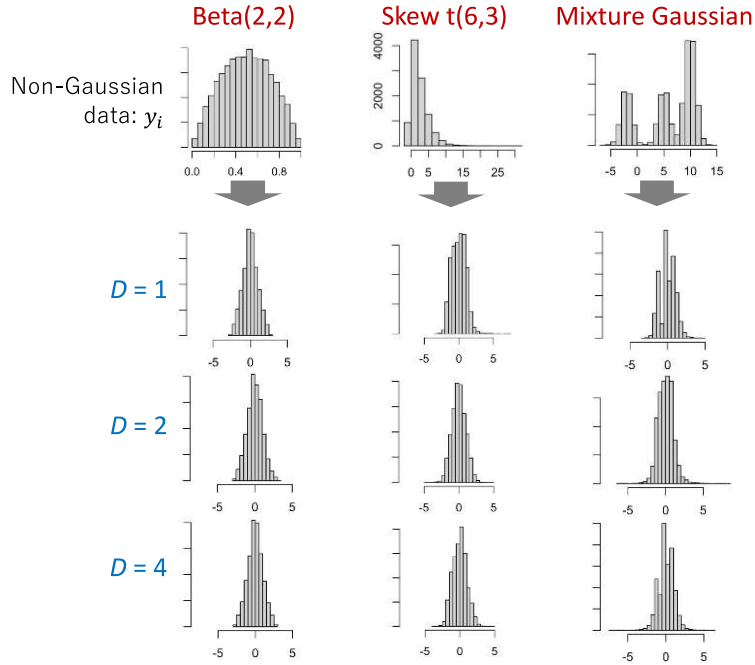 Beta(2,2) Skew t(6,3) Mixture Gaussian
Non-Gaussian
data: yᵢ
0 2000 4000
0.0 0.4 0.8
0 5 15 25
-5 0 5 10 15
D = 1
-5 0 5
-5 0 5
-5 0 5
D = 2
-5 0 5
-5 0 5
-5 0 5
D = 4
-5 0 5
-5 0 5
-5 0 5